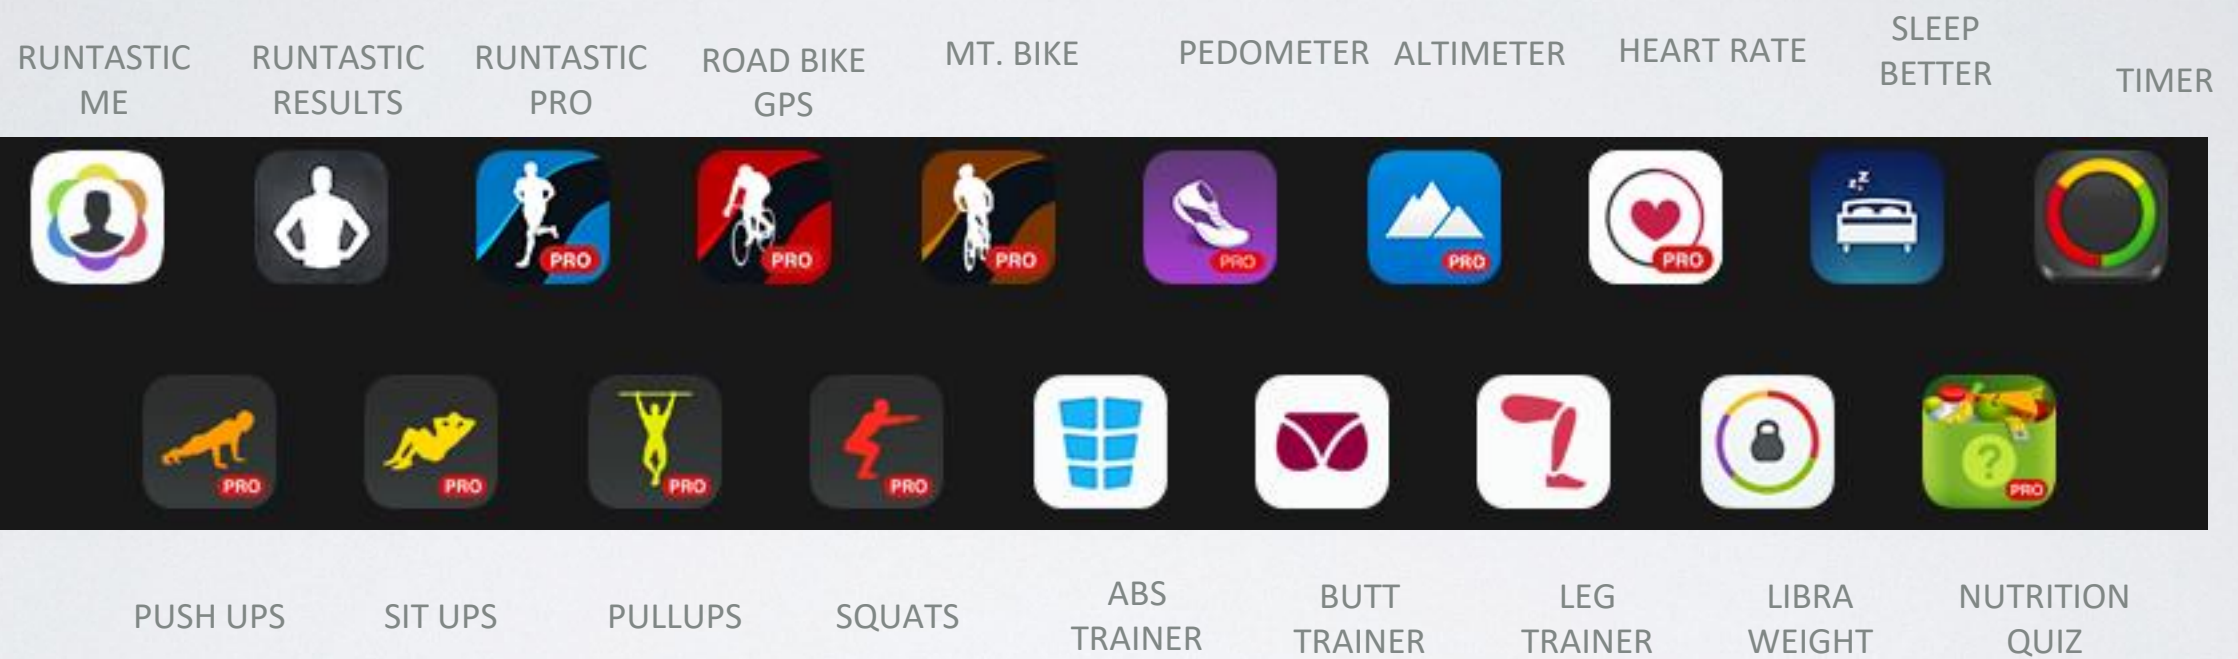 RUNTASTIC
ME
RUNTASTIC
RESULTS
RUNTASTIC
PRO
ROAD BIKE
GPS
MT. BIKE
PEDOMETER
ALTIMETER
HEART RATE
SLEEP
BETTER
TIMER
PRO
PRO
PRO
PRO
PRO
PRO
zzz
PRO
PRO
PRO
PRO
?
PRO
PUSH UPS
SIT UPS
PULLUPS
SQUATS
ABS
TRAINER
BUTT
TRAINER
LEG
TRAINER
LIBRA
WEIGHT
NUTRITION
QUIZ